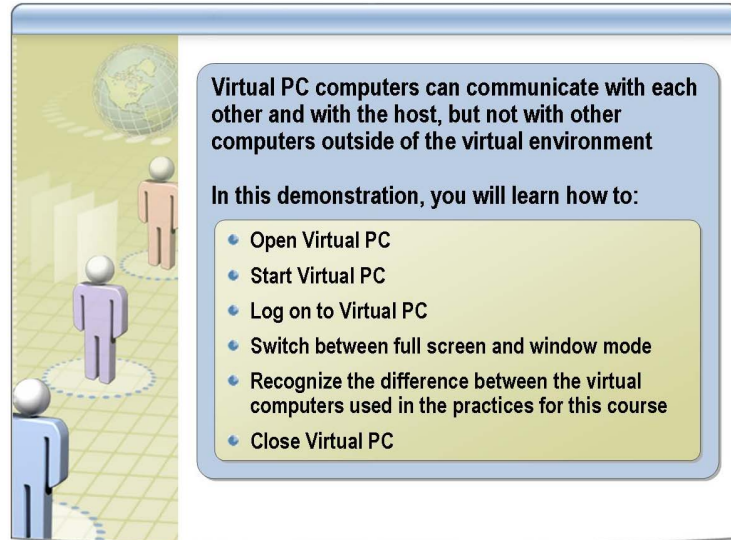 Virtual PC computers can communicate with each
other and with the host, but not with other
computers outside of the virtual environment
In this demonstration, you will learn how to:
Open Virtual PC
Start Virtual PC
Log on to Virtual PC
Switch between full screen and window mode
Recognize the difference between the virtual
computers used in the practices for this course
Close Virtual PC